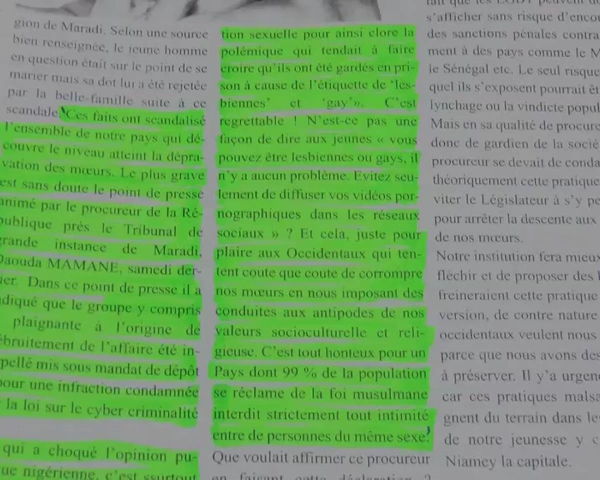 gion de Maradi. Selon une source
bien renseignée, le jeune homme
en question était sur le point de se
marier mais sa dot lui a été rejetée
par la belle-famille suite à ce
scandale. Ces faits ont scandalisé
l'ensemble de notre pays qui dé-
couvre le niveau atteint la dépra-
vation des mœurs. Le plus grave
est sans doute le point de presse
animé par le procureur de la Ré-
publique près le Tribunal de
grande instance de Maradi,
Daouda MAMANE, samedi der-
ier. Dans ce point de presse il a
diqué que le groupe y compris
plaignante à l'origine de
ébruitement de l'affaire été in-
pellé mis sous mandat de dépôt
pour une infraction condamnée
la loi sur le cyber criminalité
qui a choqué l'opinion pu-
ue nigérienne, c'est surtout
tion sexuelle pour ainsi clore la
polémique qui tendait à faire
croire qu'ils ont été gardés en pri-
son à cause de l'étiquette de 'les-
biennes' et 'gay'. C'est
regrettable ! N'est-ce pas une
façon de dire aux jennes « vous
pouvez être lesbiennes ou gays, il
n'y a aucun problème. Evitez seu-
lement de diffuser vos vidéos por-
nographiques dans les réseaux
sociaux » ? Et cela, juste pour
plaire aux Occidentaux qui ten-
tent coute que coute de corrompre
nos mœurs en nous imposant des
conduites aux antipodes de nos
valeurs socioculturelle et reli-
gieuse. C'est tout honteux pour un
Pays dont 99 % de la population
se réclame de la foi musulmane
interdit strictement tout intimité
entre de personnes du même sexe.
Que voulait affirmer ce procureur
en faisant cette déclaration ?
s'afficher sans risque d'encou
des sanctions pénales contra
ment à des pays comme le M
le Sénégal etc. Le seul risque
quel ils s'exposent pourrait êt
lynchage ou la vindicte popul
Mais en sa qualité de procure
donc de gardien de la socié
procureur se devait de conda
théoriquement cette pratique
viter le Législateur à s'y pe
pour arrêter la descente aux
de nos mœurs.
Notre institution fera mieux
fléchir et de proposer des l
freineraient cette pratique
version, de contre nature
occidentaux veulent nous
parce que nous avons des
à préserver. Il y'a urgenc
car ces pratiques malsa
gnent du terrain dans les
de notre jeunesse y c
Niamey la capitale.